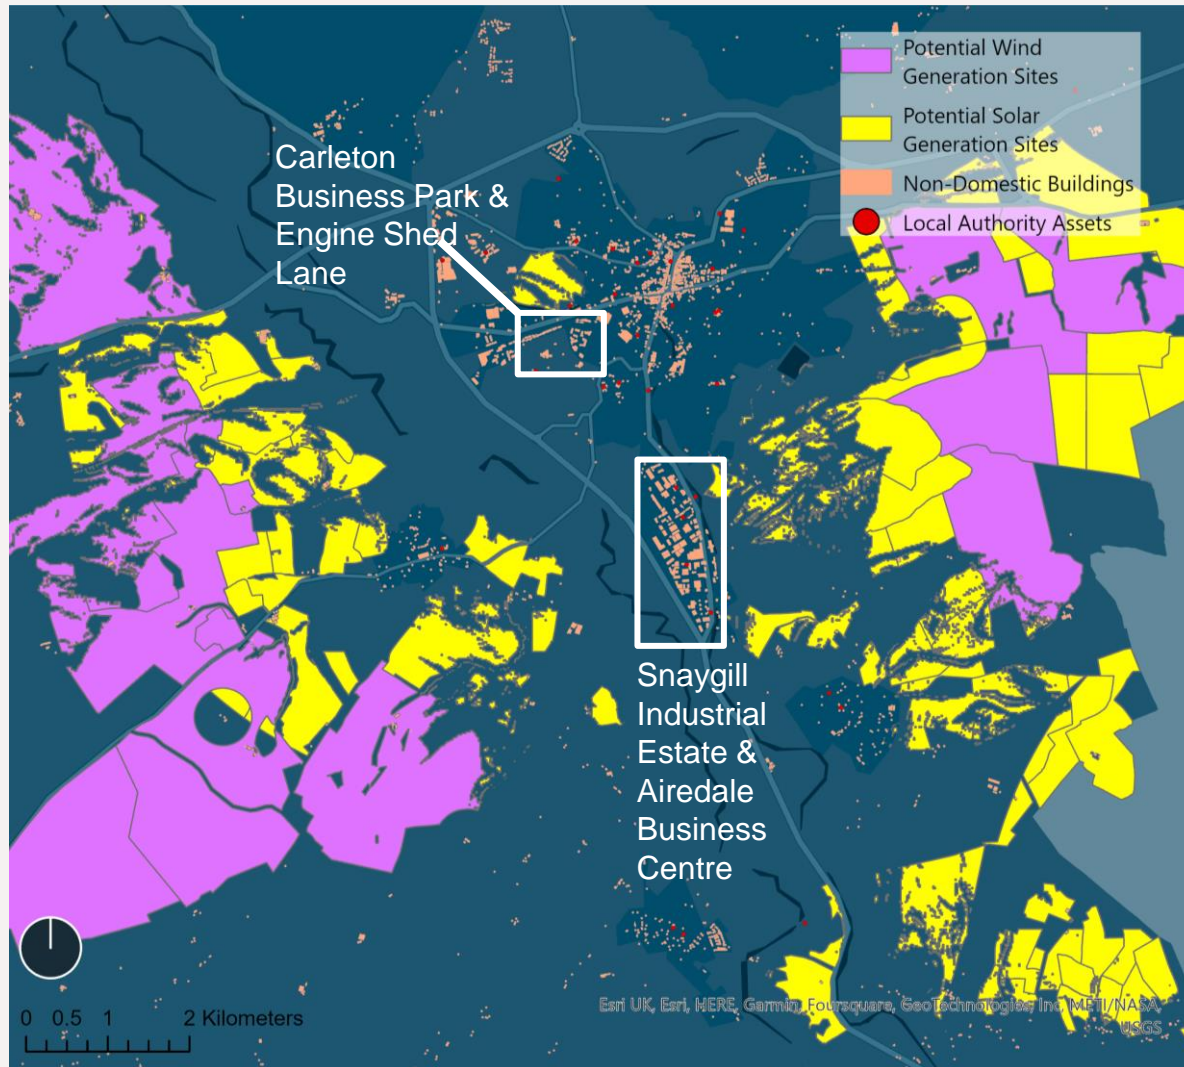 Potential Wind
Generation Sites
Potential Solar
Generation Sites
Non-Domestic Buildings
Local Authority Assets
Carleton
Business Park &
Engine Shed
Lane
Snaygill
Industrial
Estate &
Airedale
Business
Centre
0 0.5 1 2 Kilometers
Esri UK, Esri, HERE, Garmin, Foursquare, GeoTechnologies, Inc, METI/NASA,
USGS